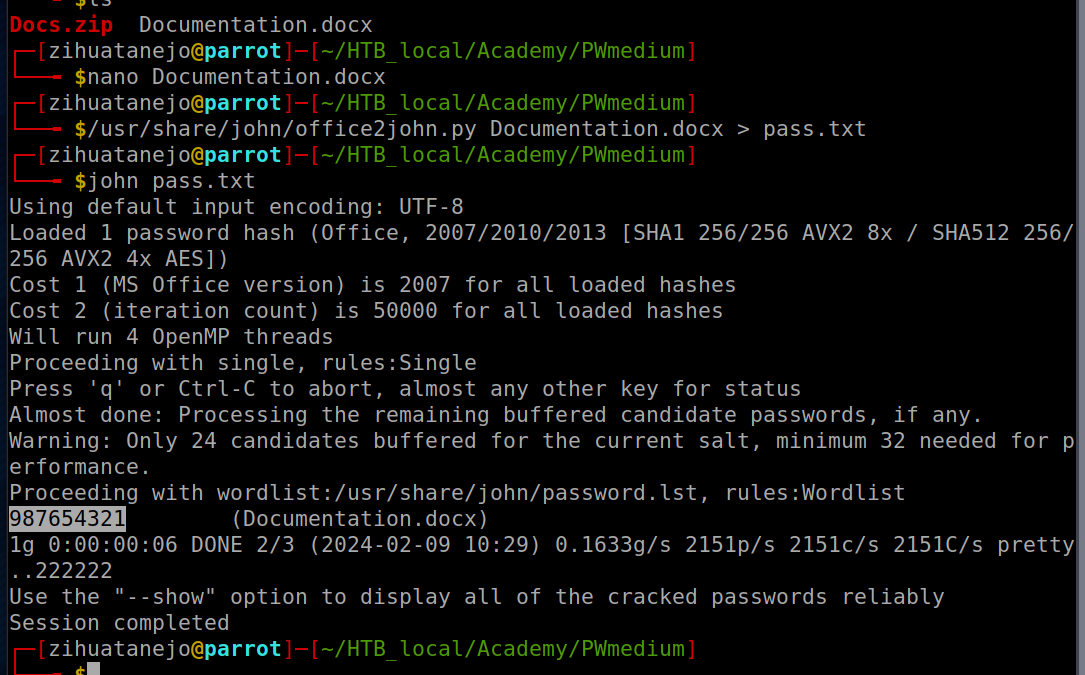 $ls
Docs.zip  Documentation.docx
┌─[zihuatanejo@parrot]─[~/HTB_local/Academy/PWmedium]
└──╼ $nano Documentation.docx
┌─[zihuatanejo@parrot]─[~/HTB_local/Academy/PWmedium]
└──╼ $/usr/share/john/office2john.py Documentation.docx > pass.txt
┌─[zihuatanejo@parrot]─[~/HTB_local/Academy/PWmedium]
└──╼ $john pass.txt
Using default input encoding: UTF-8
Loaded 1 password hash (Office, 2007/2010/2013 [SHA1 256/256 AVX2 8x / SHA512 256/
256 AVX2 4x AES])
Cost 1 (MS Office version) is 2007 for all loaded hashes
Cost 2 (iteration count) is 50000 for all loaded hashes
Will run 4 OpenMP threads
Proceeding with single, rules:Single
Press 'q' or Ctrl-C to abort, almost any other key for status
Almost done: Processing the remaining buffered candidate passwords, if any.
Warning: Only 24 candidates buffered for the current salt, minimum 32 needed for p
erformance.
Proceeding with wordlist:/usr/share/john/password.lst, rules:Wordlist
987654321        (Documentation.docx)
1g 0:00:00:06 DONE 2/3 (2024-02-09 10:29) 0.1633g/s 2151p/s 2151c/s 2151C/s pretty
..222222
Use the "--show" option to display all of the cracked passwords reliably
Session completed
┌─[zihuatanejo@parrot]─[~/HTB_local/Academy/PWmedium]
└──╼ $